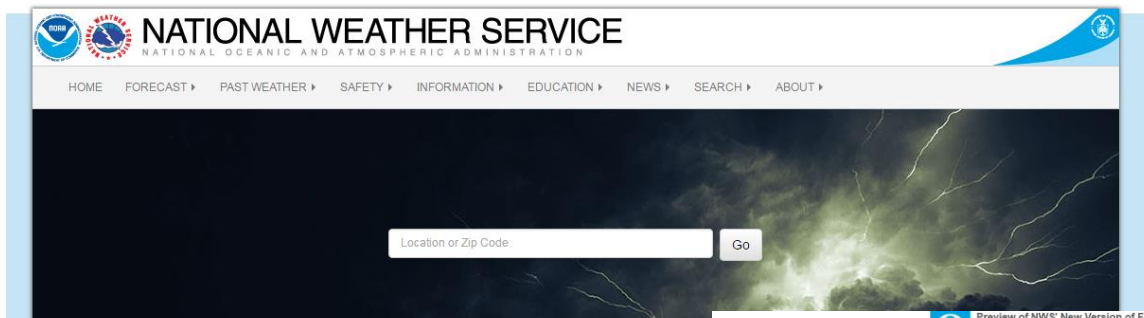 NATIONAL WEATHER SERVICE
NATIONAL OCEANIC AND ATMOSPHERIC ADMINISTRATION
HOME FORECAST PAST WEATHER SAFETY INFORMATION EDUCATION NEWS SEARCH ABOUT
Location or Zip Code Go
Preview of NWS' New Version of